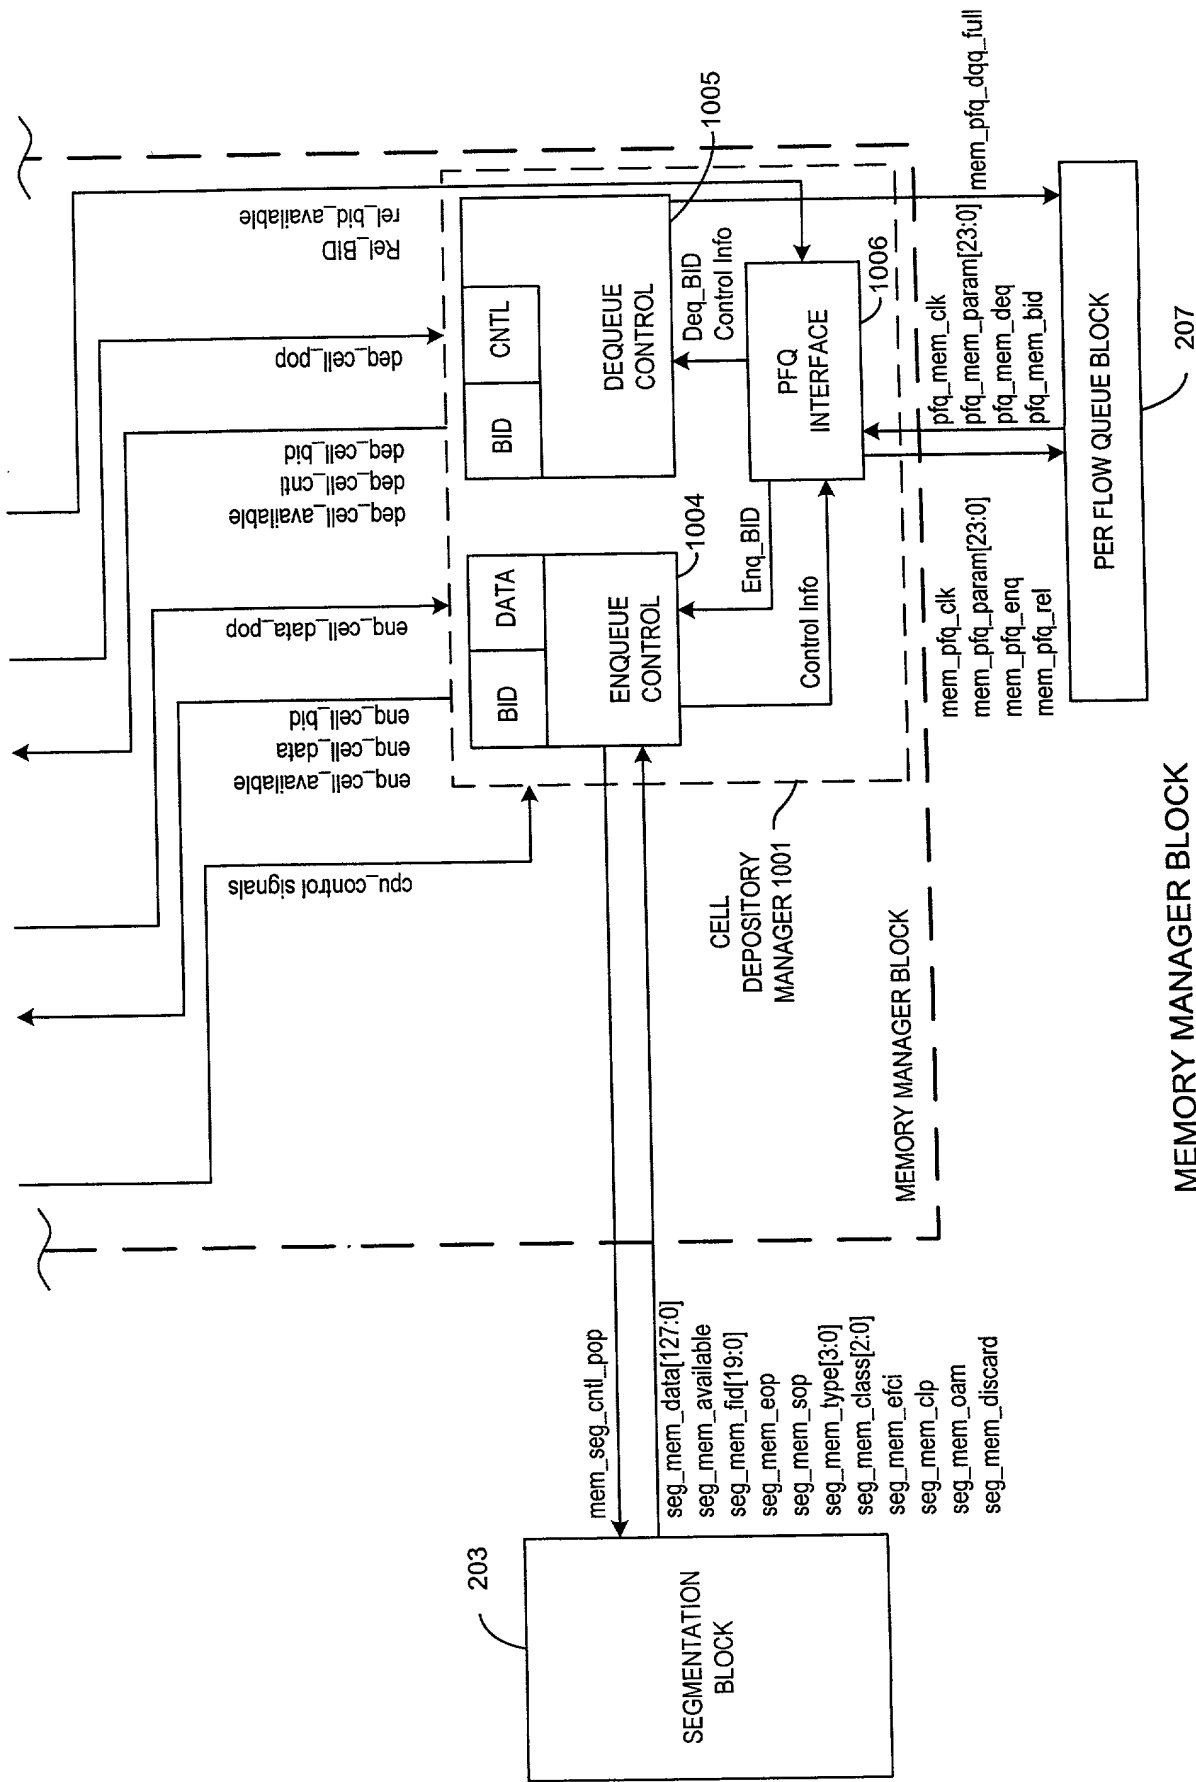 203
SEGMENTATION
BLOCK
mem_seg_cntl_pop
seg_mem_data[127:0]
seg_mem_available
seg_mem_fid[19:0]
seg_mem_eop
seg_mem_sop
seg_mem_type[3:0]
seg_mem_class[2:0]
seg_mem_efci
seg_mem_clp
seg_mem_oam
seg_mem_discard
cpu_control signals
enq_cell_available
enq_cell_data
enq_cell_bid
enq_cell_data_pop
deq_cell_available
deq_cell_cntl
deq_cell_bid
deq_cell_pop
Rel_BID
rel_bid_available
BID
DATA
ENQUEUE
CONTROL
1004
BID
CNTL
DEQUEUE
CONTROL
1005
Enq_BID
Control Info
Deq_BID
Control Info
PFQ
INTERFACE
1006
CELL
DEPOSITORY
MANAGER 1001
MEMORY MANAGER BLOCK
mem_pfq_clk
mem_pfq_param[23:0]
mem_pfq_enq
mem_pfq_rel
pfq_mem_clk
pfq_mem_param[23:0]
pfq_mem_deq
pfq_mem_bid
mem_pfq_dqq_full
PER FLOW QUEUE BLOCK
207
MEMORY MANAGER BLOCK